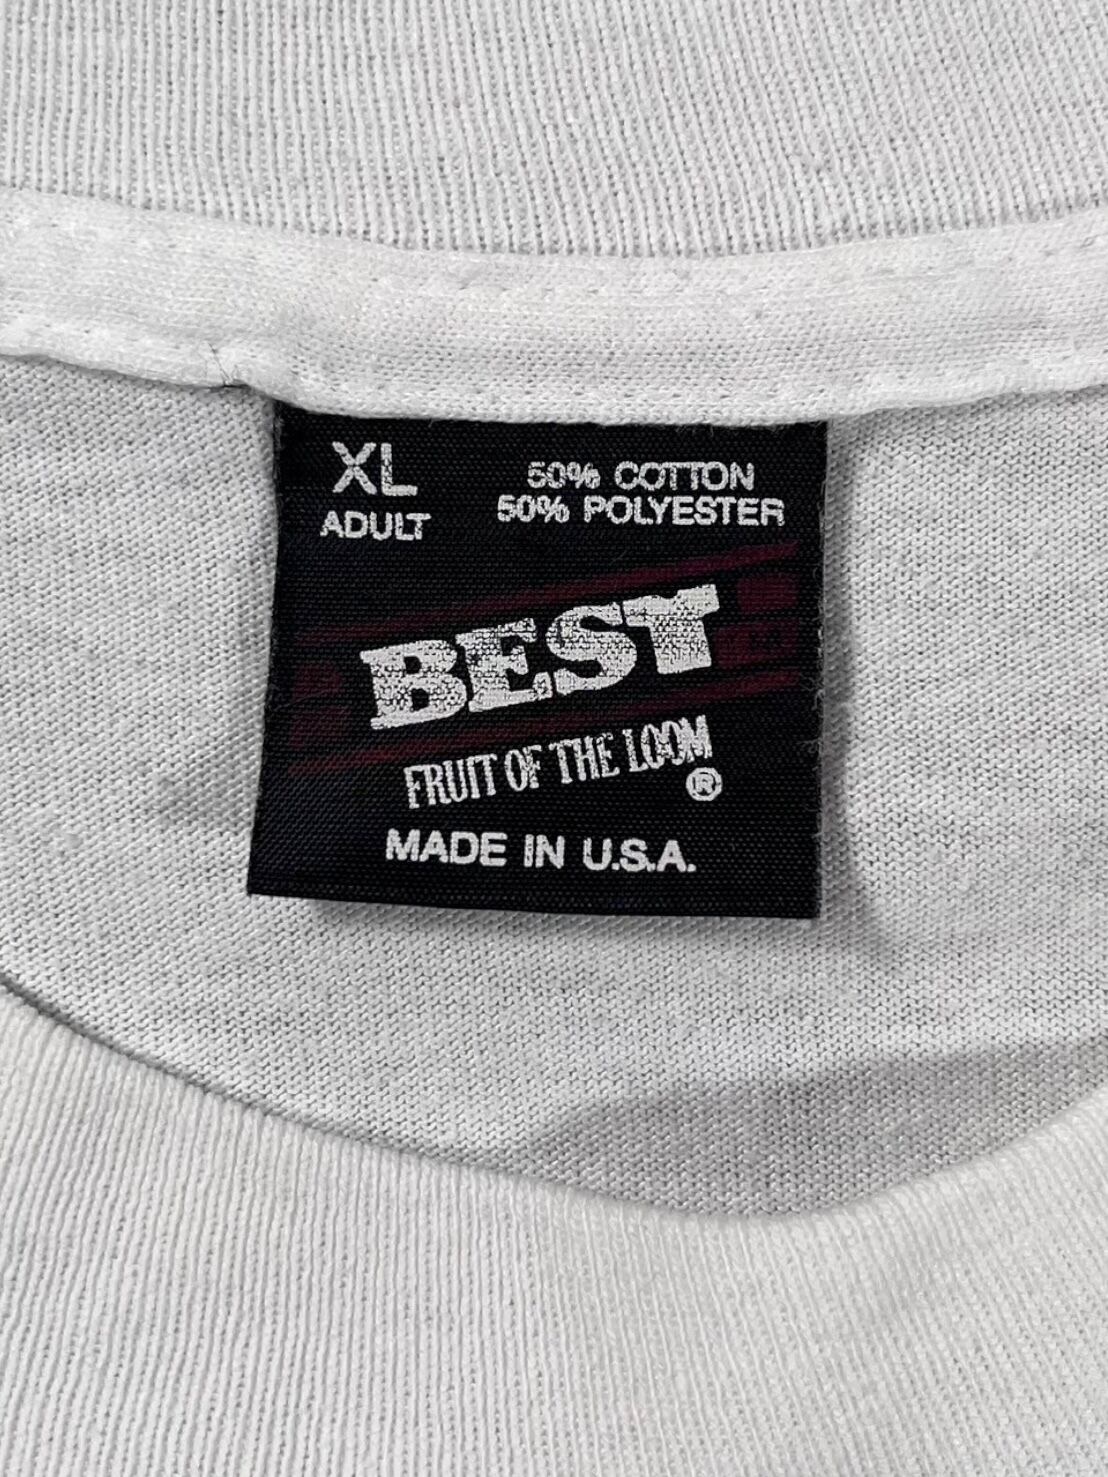 XL
ADULT
50% COTTON
50% POLYESTER
BEST
FRUIT OF THE LOOM
®
MADE IN U.S.A.